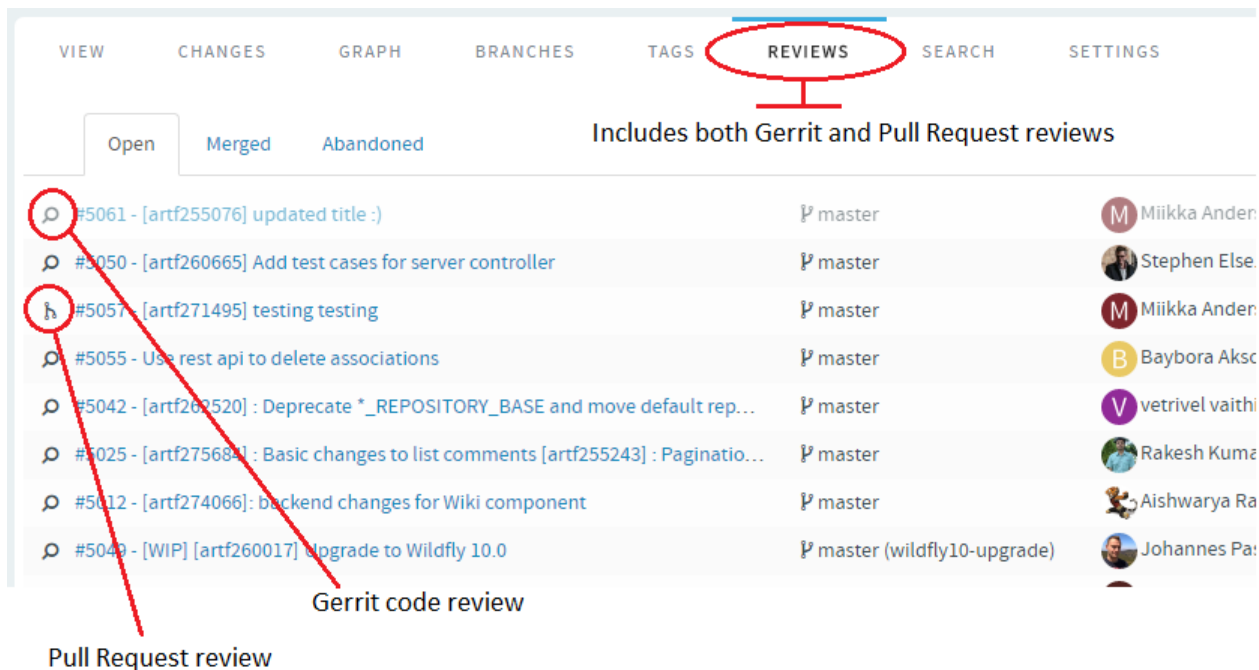 VIEW CHANGES GRAPH BRANCHES TAGS REVIEWS SEARCH SETTINGS
Includes both Gerrit and Pull Request reviews
Open Merged Abandoned
#5061 - [artf255076] updated title :) master M Miikka Anders
#5050 - [artf260665] Add test cases for server controller master Stephen Else
#5057 - [artf271495] testing testing master M Miikka Anders
#5055 - Use rest api to delete associations master B Baybora Akso
#5042 - [artf262520] : Deprecate *_REPOSITORY_BASE and move default rep... master V vetrivel vaithi
#5025 - [artf275684] : Basic changes to list comments [artf255243] : Paginatio... master Rakesh Kuma
#5012 - [artf274066]: backend changes for Wiki component master Aishwarya Ra
#5049 - [WIP] [artf260017] Upgrade to Wildfly 10.0 master (wildfly10-upgrade) Johannes Pas
Gerrit code review
Pull Request review